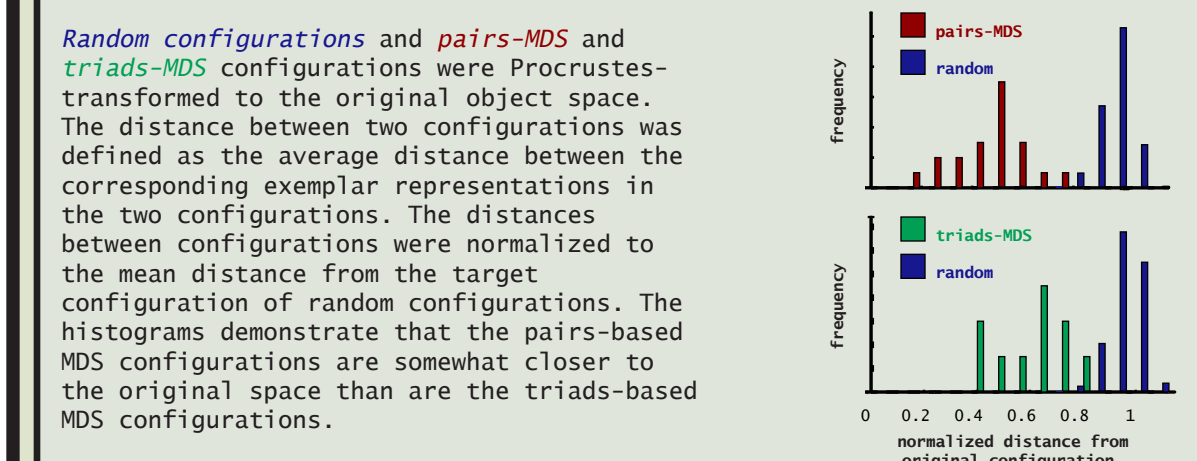 Random configurations and pairs-MDS and
triads-MDS configurations were Procrustes-
transformed to the original object space.
The distance between two configurations was
defined as the average distance between the
corresponding exemplar representations in
the two configurations. The distances
between configurations were normalized to
the mean distance from the target
configuration of random configurations. The
histograms demonstrate that the pairs-based
MDS configurations are somewhat closer to
the original space than are the triads-based
MDS configurations.
pairs-MDS
random
frequency
triads-MDS
random
frequency
0 0.2 0.4 0.6 0.8 1
normalized distance from
original configuration